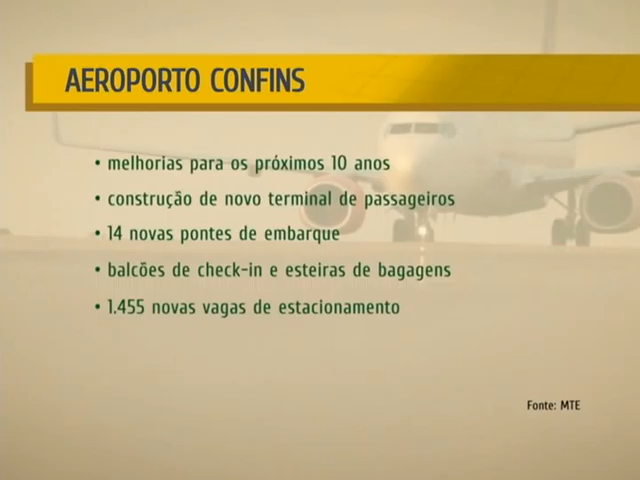 AEROPORTO CONFINS
• melhorias para os próximos 10 anos
• construção de novo terminal de passageiros
• 14 novas pontes de embarque
• balcões de check-in e esteiras de bagagens
• 1.455 novas vagas de estacionamento
Fonte: MTE